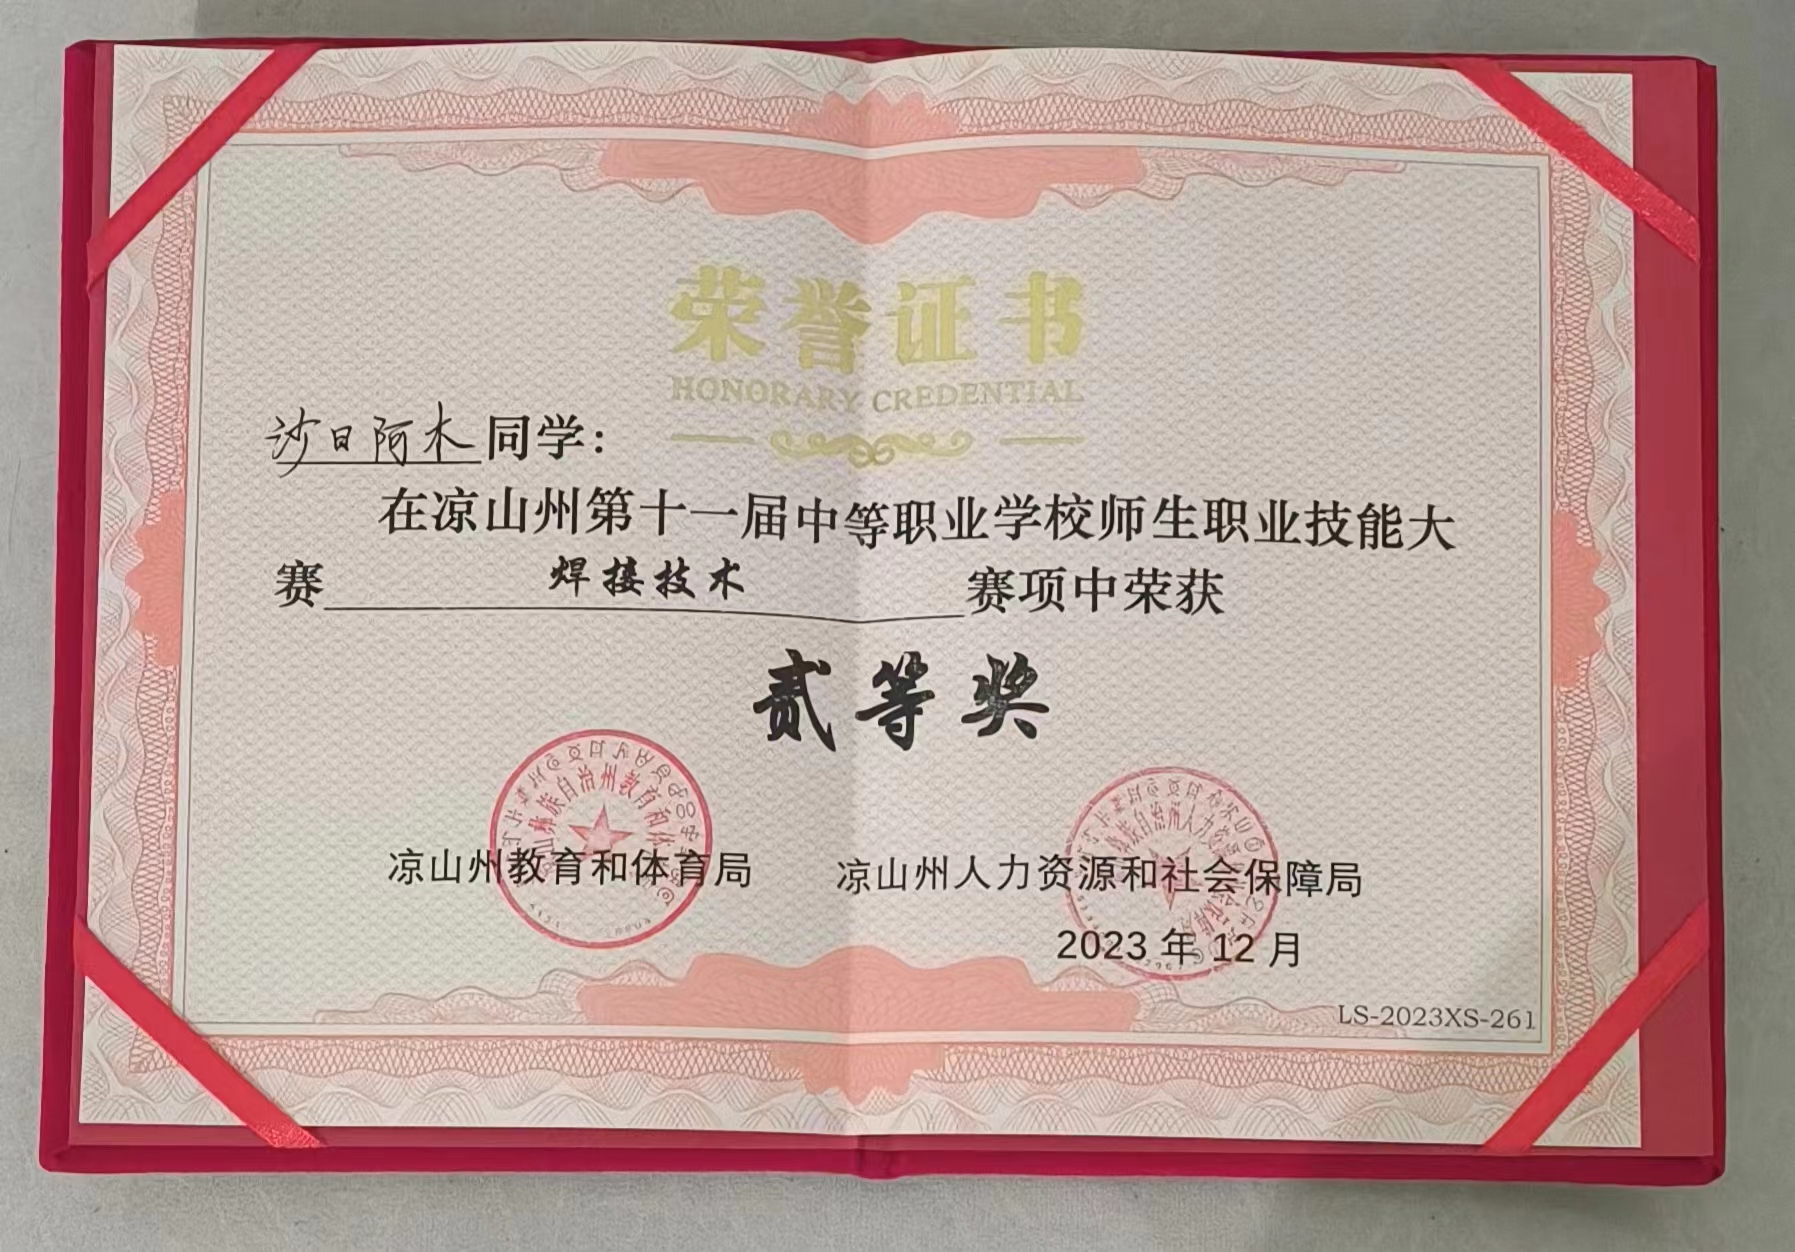 荣誉证书
HONORARY CREDENTIAL
沙日阿木同学：
在凉山州第十一届中等职业学校师生职业技能大
赛 焊接技术 赛项中荣获
贰等奖
凉山州教育和体育局 凉山州人力资源和社会保障局
2023 年 12 月
LS-2023XS-261